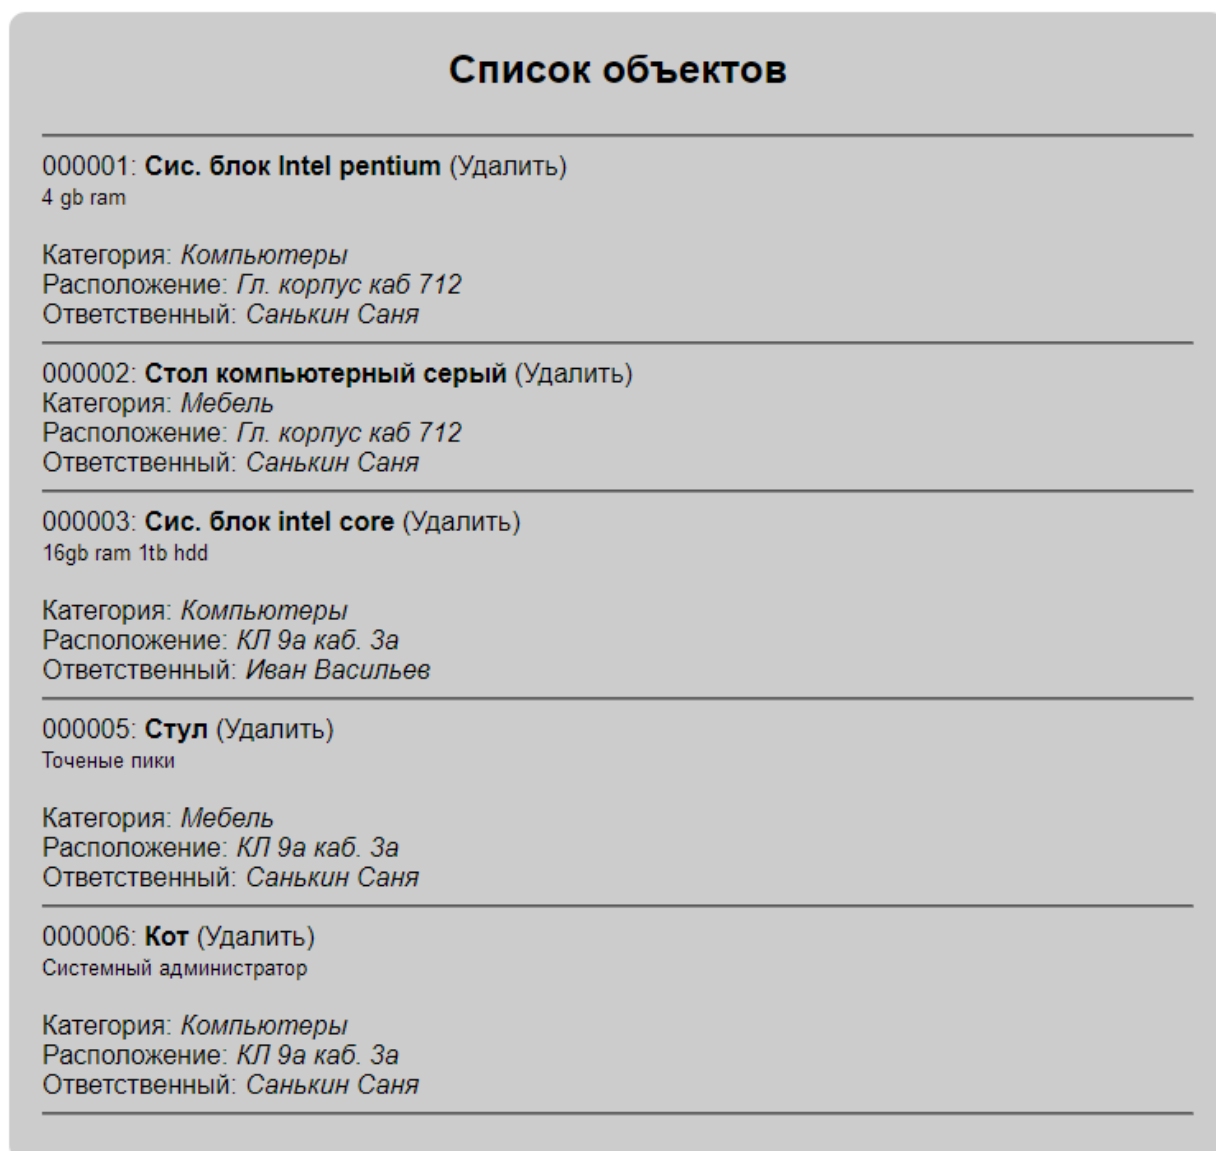 Список объектов
000001: Сис. блок Intel pentium (Удалить)
4 gb ram
Категория: Компьютеры
Расположение: Гл. корпус каб 712
Ответственный: Санькин Саня
000002: Стол компьютерный серый (Удалить)
Категория: Мебель
Расположение: Гл. корпус каб 712
Ответственный: Санькин Саня
000003: Сис. блок intel core (Удалить)
16gb ram 1tb hdd
Категория: Компьютеры
Расположение: КЛ 9а каб. 3а
Ответственный: Иван Васильев
000005: Стул (Удалить)
Точеные пики
Категория: Мебель
Расположение: КЛ 9а каб. 3а
Ответственный: Санькин Саня
000006: Кот (Удалить)
Системный администратор
Категория: Компьютеры
Расположение: КЛ 9а каб. 3а
Ответственный: Санькин Саня